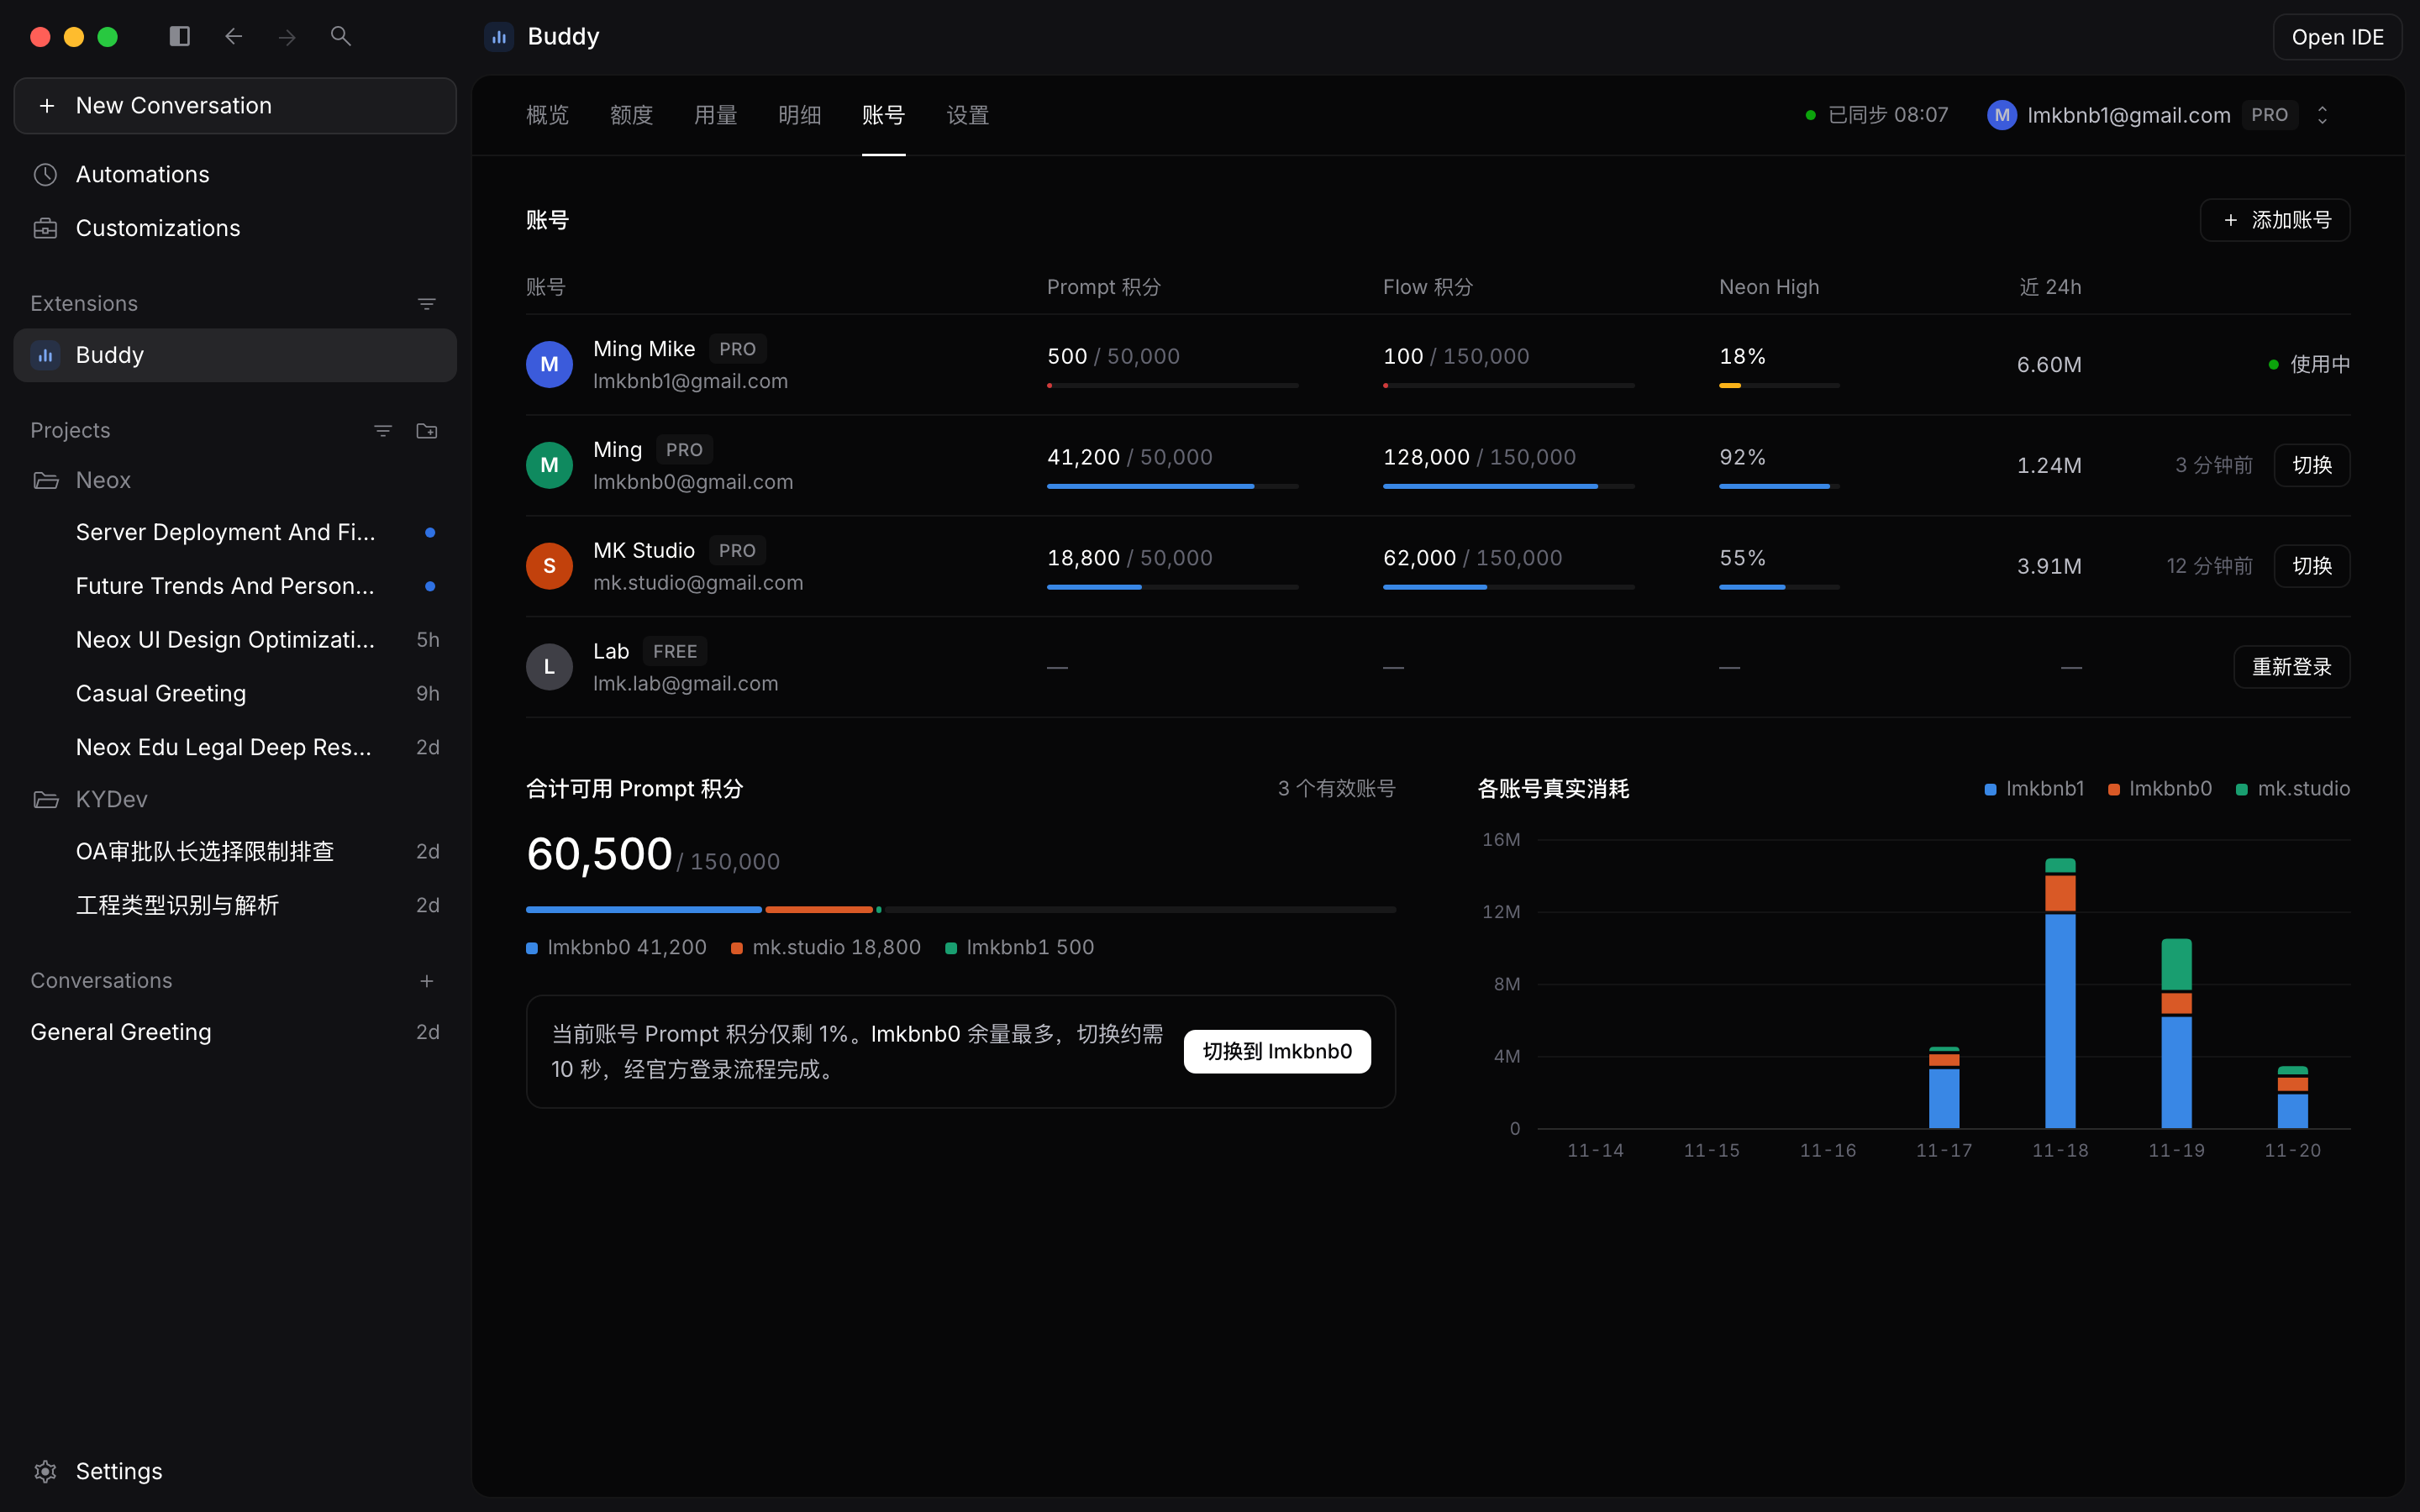 Buddy
Open IDE
New Conversation
Automations
Customizations
Extensions
Buddy
Projects
Neox
Server Deployment And Fi...
Future Trends And Person...
Neox UI Design Optimizati... 5h
Casual Greeting 9h
Neox Edu Legal Deep Res... 2d
KYDev
OA审批队长选择限制排查 2d
工程类型识别与解析 2d
Conversations
General Greeting 2d
Settings
概览 额度 用量 明细 账号 设置
已同步 08:07 M lmkbnb1@gmail.com PRO
账号
添加账号
账号 Prompt 积分 Flow 积分 Neon High 近 24h
M Ming Mike PRO
lmkbnb1@gmail.com
500 / 50,000 100 / 150,000 18% 6.60M 使用中
M Ming PRO
lmkbnb0@gmail.com
41,200 / 50,000 128,000 / 150,000 92% 1.24M 3 分钟前 切换
S MK Studio PRO
mk.studio@gmail.com
18,800 / 50,000 62,000 / 150,000 55% 3.91M 12 分钟前 切换
L Lab FREE
lmk.lab@gmail.com
— — — — 重新登录
合计可用 Prompt 积分 3 个有效账号
60,500 / 150,000
lmkbnb0 41,200 mk.studio 18,800 lmkbnb1 500
当前账号 Prompt 积分仅剩 1%。lmkbnb0 余量最多，切换约需
10 秒，经官方登录流程完成。
切换到 lmkbnb0
各账号真实消耗 lmkbnb1 lmkbnb0 mk.studio
16M
12M
8M
4M
0
11-14 11-15 11-16 11-17 11-18 11-19 11-20